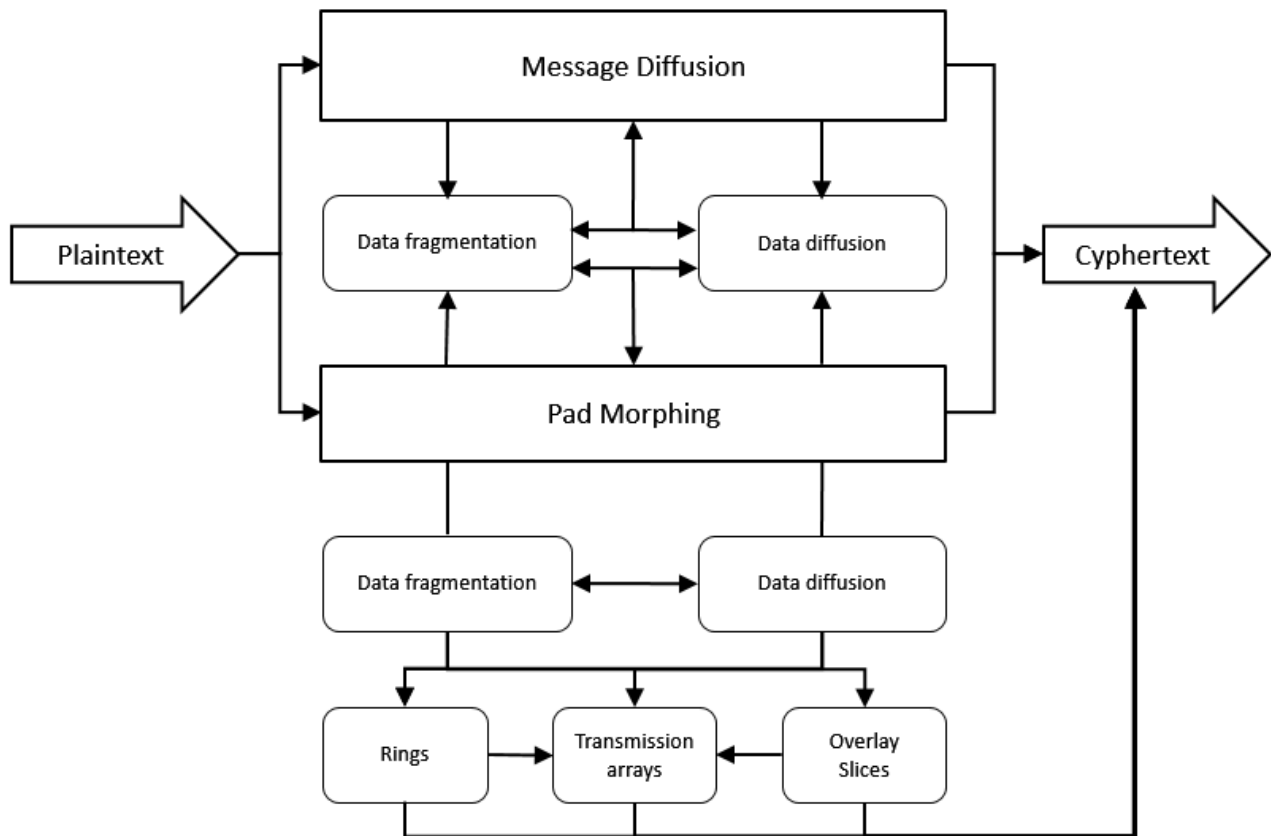 Message Diffusion
Data fragmentation
Data diffusion
Plaintext
Cyphertext
Pad Morphing
Data fragmentation
Data diffusion
Rings
Transmission
arrays
Overlay
Slices